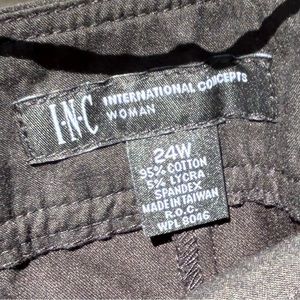 I·N·C INTERNATIONAL CONCEPTS
WOMAN
24W
95% COTTON
5% LYCRA
SPANDEX
MADE IN TAIWAN
R.O.C.
WPL 8046